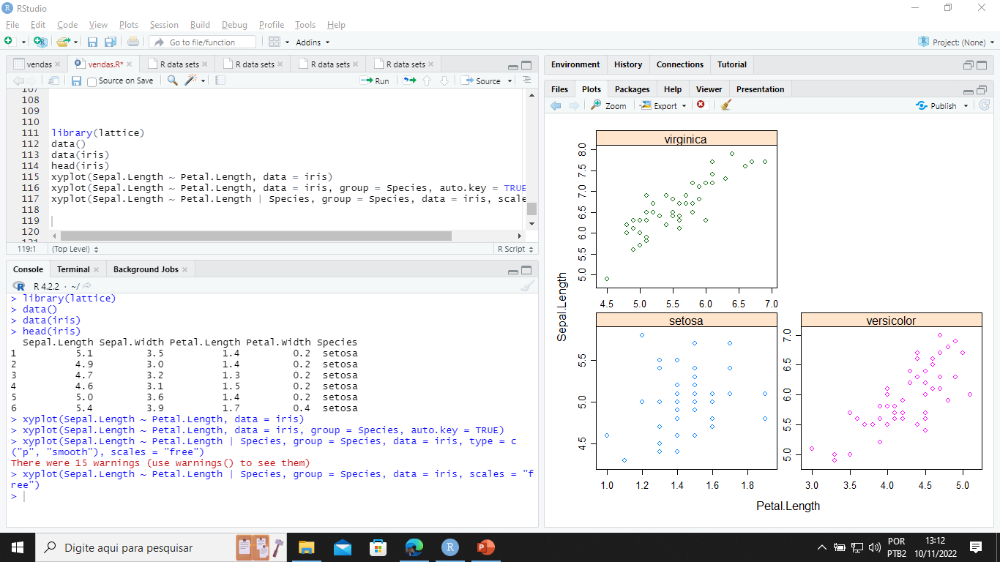 RStudio
File Edit Code View Plots Session Build Debug Profile Tools Help
Go to file/function Addins Project: (None)
vendas vendas.R* R data sets R data sets R data sets R data sets
Source on Save Run Source
107
108
109
110
111 library(lattice)
112 data()
113 data(iris)
114 head(iris)
115 xyplot(Sepal.Length ~ Petal.Length, data = iris)
116 xyplot(Sepal.Length ~ Petal.Length, data = iris, group = Species, auto.key = TRUE
117 xyplot(Sepal.Length ~ Petal.Length | Species, group = Species, data = iris, scale
118
119
120
121
119:1 (Top Level) R Script
Console Terminal Background Jobs
R 4.2.2 · ~/
> library(lattice)
> data()
> data(iris)
> head(iris)
Sepal.Length Sepal.Width Petal.Length Petal.Width Species
1 5.1 3.5 1.4 0.2 setosa
2 4.9 3.0 1.4 0.2 setosa
3 4.7 3.2 1.3 0.2 setosa
4 4.6 3.1 1.5 0.2 setosa
5 5.0 3.6 1.4 0.2 setosa
6 5.4 3.9 1.7 0.4 setosa
> xyplot(Sepal.Length ~ Petal.Length, data = iris)
> xyplot(Sepal.Length ~ Petal.Length, data = iris, group = Species, auto.key = TRUE)
> xyplot(Sepal.Length ~ Petal.Length | Species, group = Species, data = iris, type = c
("p", "smooth"), scales = "free")
There were 15 warnings (use warnings() to see them)
> xyplot(Sepal.Length ~ Petal.Length | Species, group = Species, data = iris, scales = "f
ree")
>
Environment History Connections Tutorial
Files Plots Packages Help Viewer Presentation
Zoom Export Publish
virginica
8.0
7.5
7.0
6.5
6.0
5.5
5.0
4.5 5.0 5.5 6.0 6.5 7.0
Sepal.Length
setosa
5.5
5.0
4.5
1.0 1.2 1.4 1.6 1.8
versicolor
7.0
6.5
6.0
5.5
5.0
3.0 3.5 4.0 4.5 5.0
Petal.Length
Digite aqui para pesquisar
POR
PTB2
13:12
10/11/2022